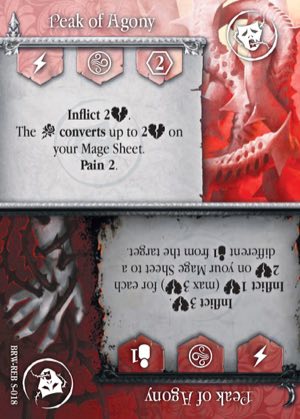 Peak of Agony
2
Inflict 2.
The converts up to 2 on
your Mage Sheet.
Pain 2.
Peak of Agony
1
Inflict 3
Inflict 1 (max 3) for each
2 on your Mage Sheet to a
different 1 from the target.
BRW-REB S-018